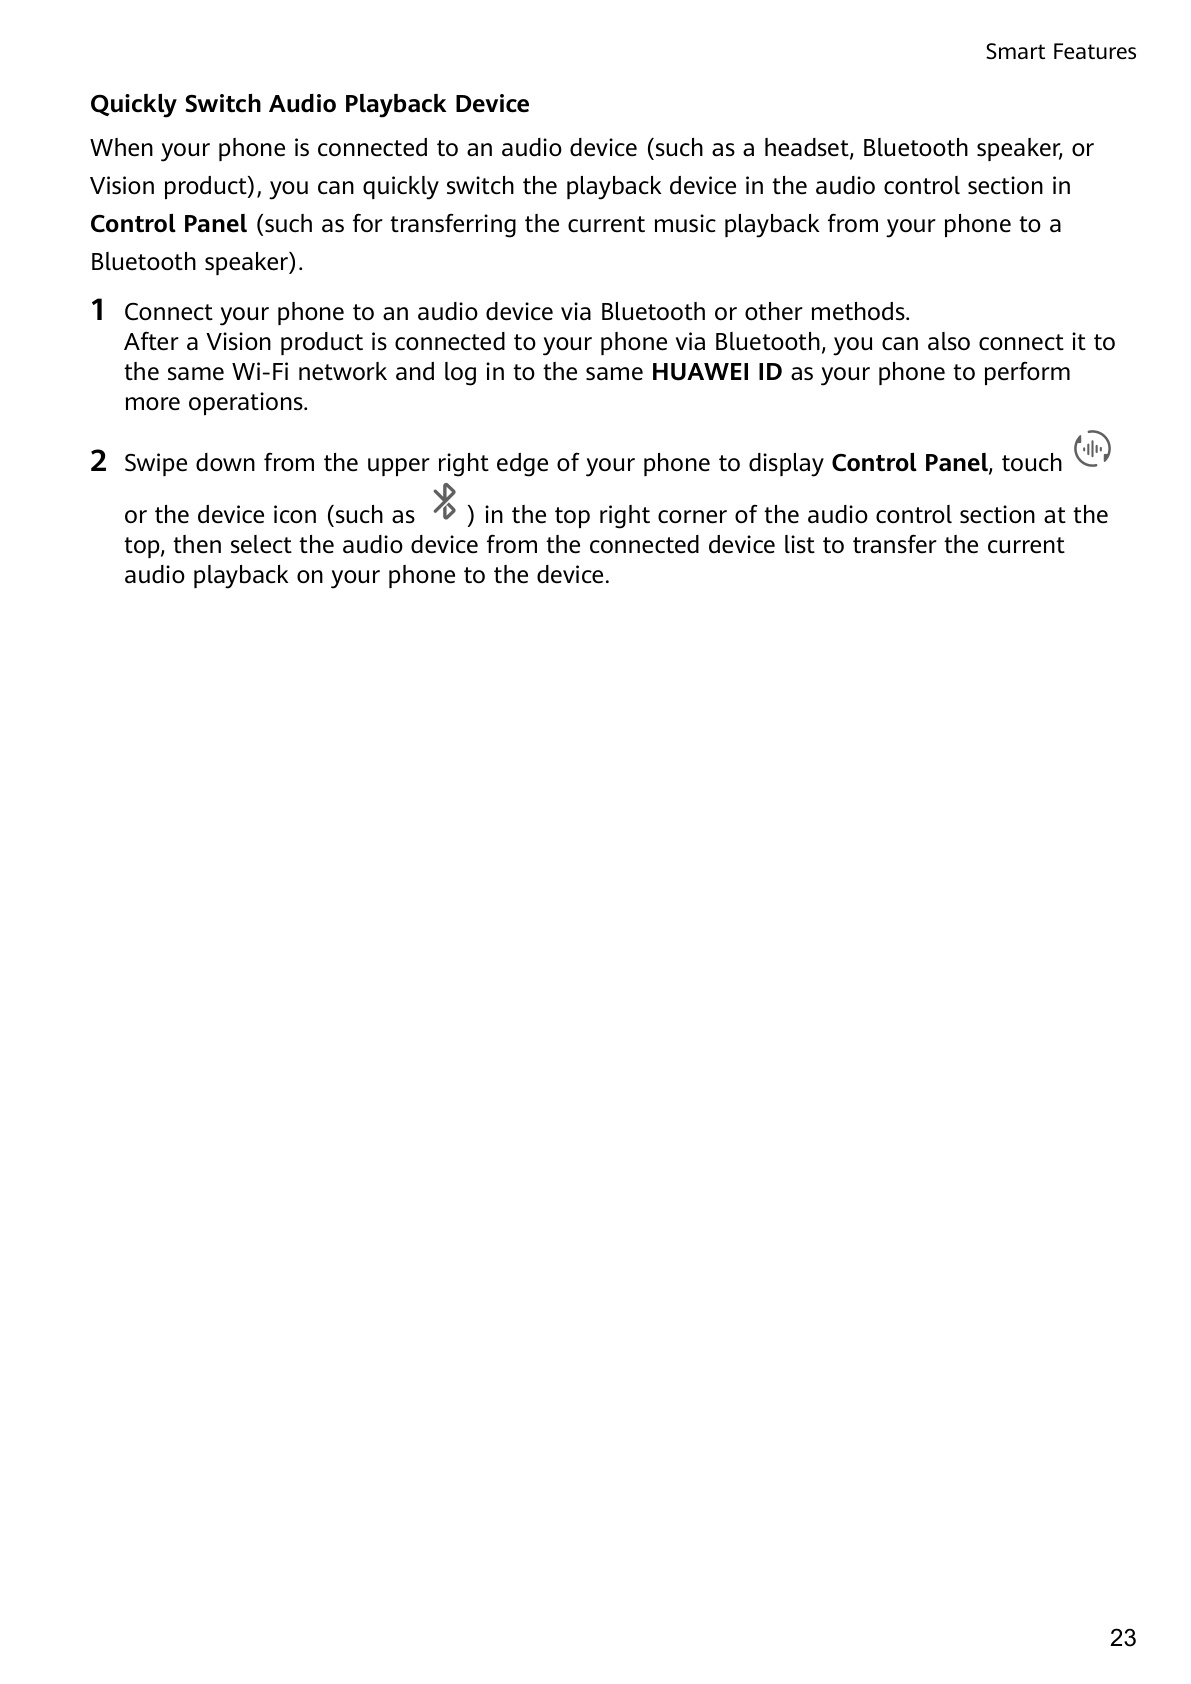 Smart Features
Quickly Switch Audio Playback Device
When your phone is connected to an audio device (such as a headset, Bluetooth speaker, or
Vision product), you can quickly switch the playback device in the audio control section in
Control Panel (such as for transferring the current music playback from your phone to a
Bluetooth speaker).
1 Connect your phone to an audio device via Bluetooth or other methods.
After a Vision product is connected to your phone via Bluetooth, you can also connect it to
the same Wi-Fi network and log in to the same HUAWEI ID as your phone to perform
more operations.
2 Swipe down from the upper right edge of your phone to display Control Panel, touch
or the device icon (such as ) in the top right corner of the audio control section at the
top, then select the audio device from the connected device list to transfer the current
audio playback on your phone to the device.
23